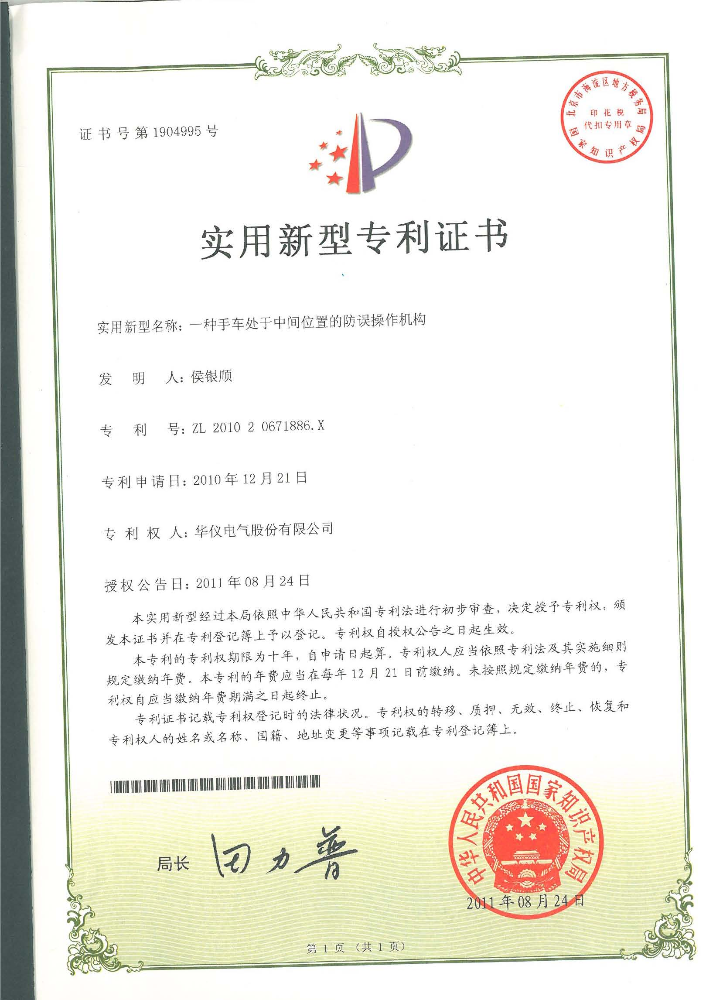 证书号第1904995号
北京市海淀区地方税务局
印花税
代扣专用章
国家知识产权局
实用新型专利证书
实用新型名称：一种手车处于中间位置的防误操作机构
发明人：侯银顺
专利号：ZL 2010 2 0671886.X
专利申请日：2010年12月21日
专利权人：华仪电气股份有限公司
授权公告日：2011年08月24日
本实用新型经过本局依照中华人民共和国专利法进行初步审查，决定授予专利权，颁
发本证书并在专利登记簿上予以登记。专利权自授权公告之日起生效。
本专利的专利权期限为十年，自申请日起算。专利权人应当依照专利法及其实施细则
规定缴纳年费。本专利的年费应当在每年12月21日前缴纳。未按照规定缴纳年费的，专
利权自应当缴纳年费期满之日起终止。
专利证书记载专利权登记时的法律状况。专利权的转移、质押、无效、终止、恢复和
专利权人的姓名或名称、国籍、地址变更等事项记载在专利登记簿上。
局长 田力普
中华人民共和国国家知识产权局
2011年08月24日
第1页（共1页）